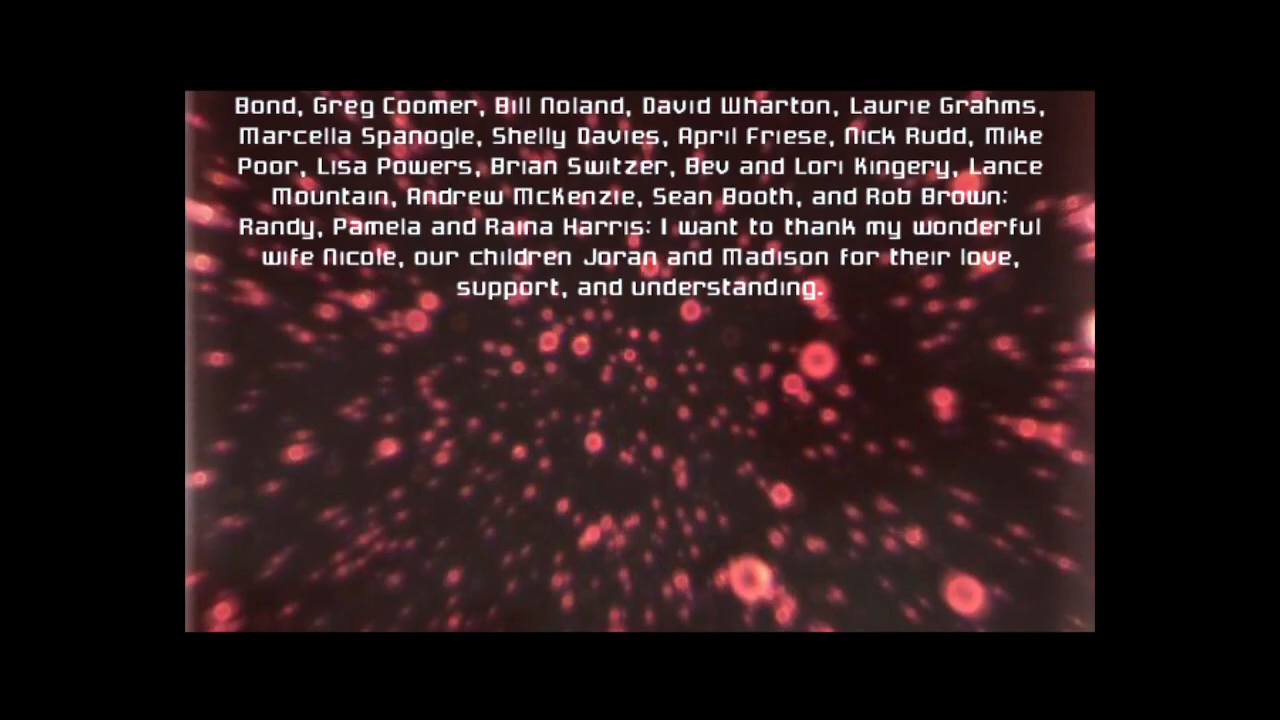 Bond, Greg Coomer, Bill Noland, David Wharton, Laurie Grahms,
Marcella Spanogle, Shelly Davies, April Friese, Nick Rudd, Mike
Poor, Lisa Powers, Brian Switzer, Bev and Lori Kingery, Lance
Mountain, Andrew McKenzie, Sean Booth, and Rob Brown;
Randy, Pamela and Raina Harris; I want to thank my wonderful
wife Nicole, our children Joran and Madison for their love,
support, and understanding.